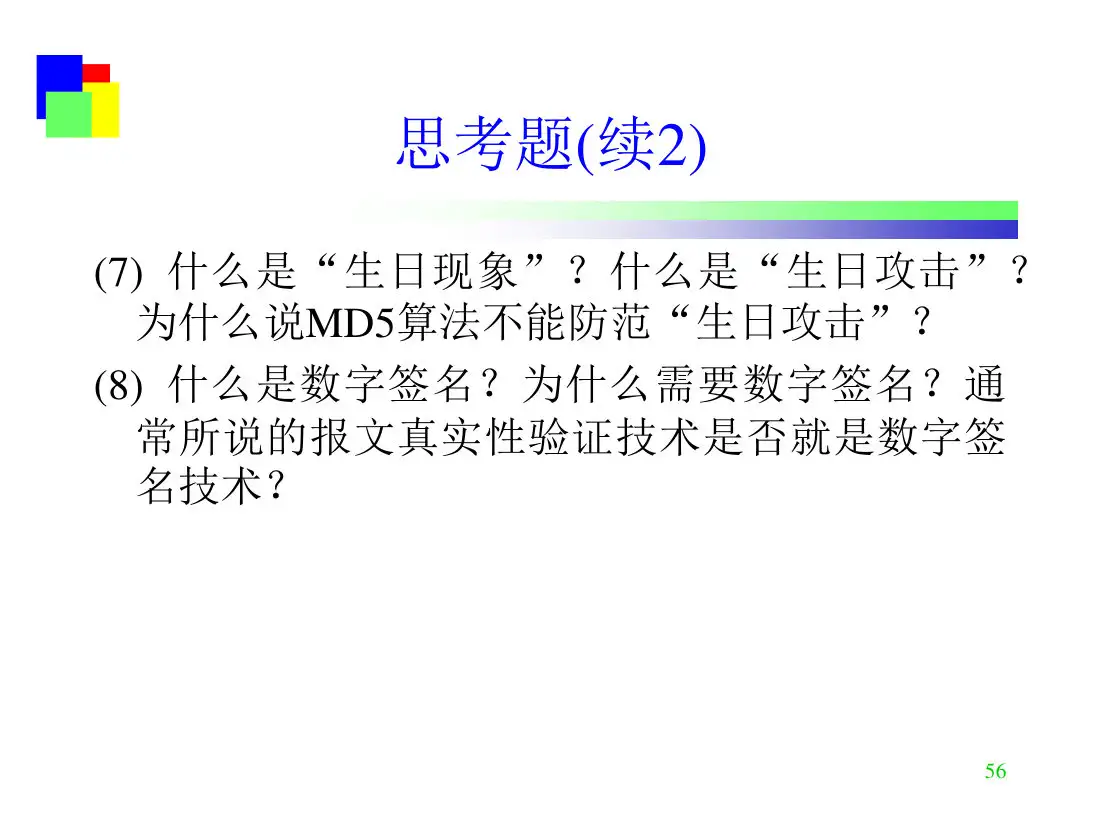 思考题(续2)
(7) 什么是“生日现象”？什么是“生日攻击”？
为什么说MD5算法不能防范“生日攻击”？
(8) 什么是数字签名？为什么需要数字签名？通
常所说的报文真实性验证技术是否就是数字签
名技术？
56